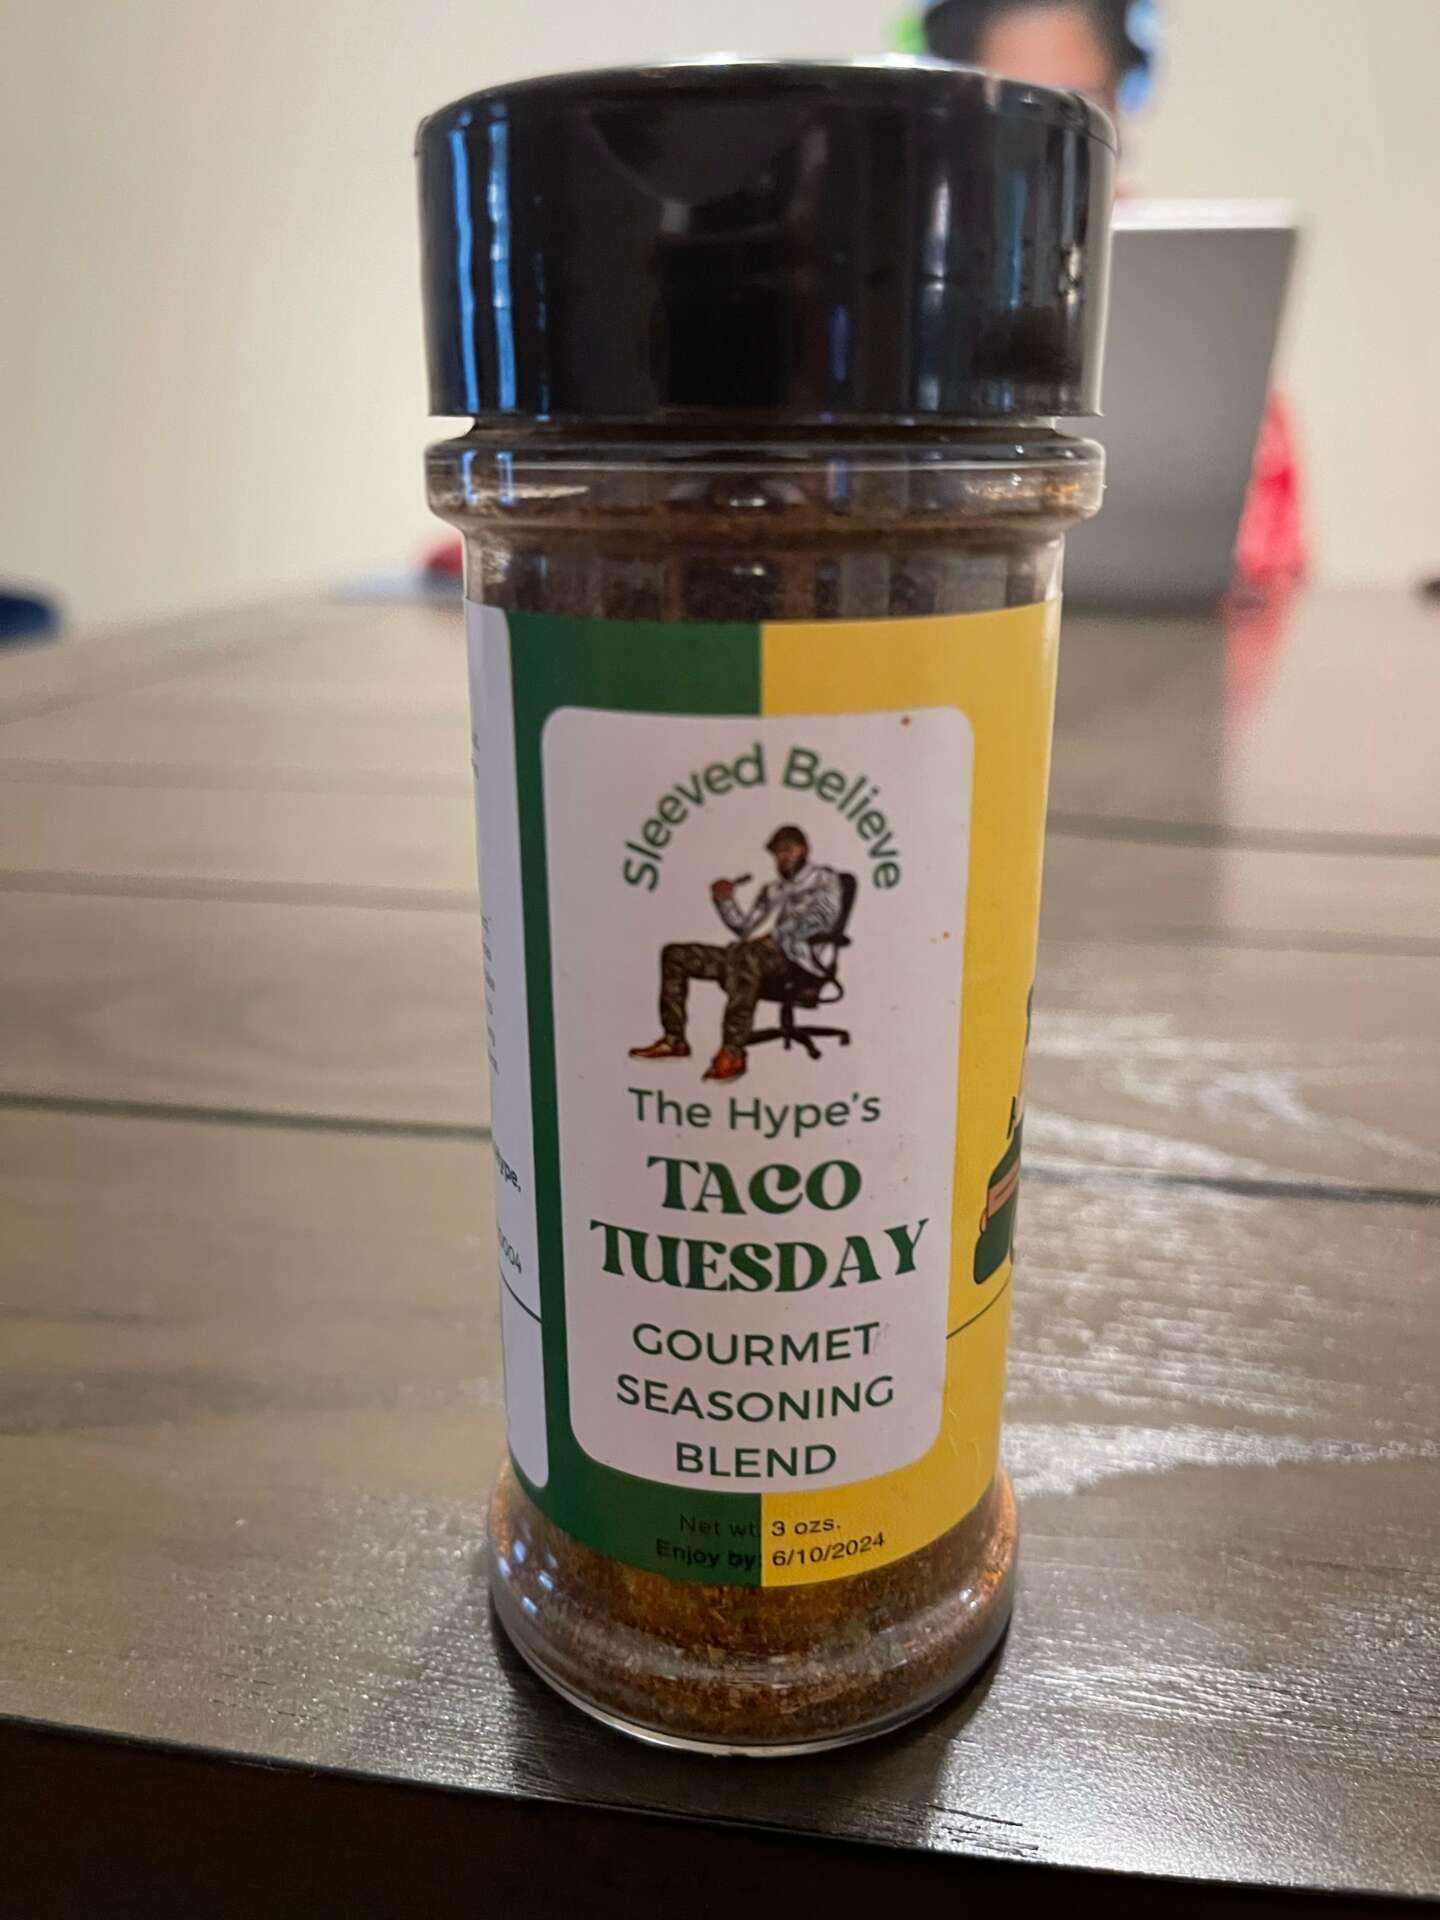 Sleeved Believe
The Hype's
TACO
TUESDAY
GOURMET
SEASONING
BLEND
Net wt: 3 ozs.
Enjoy by: 6/10/2024